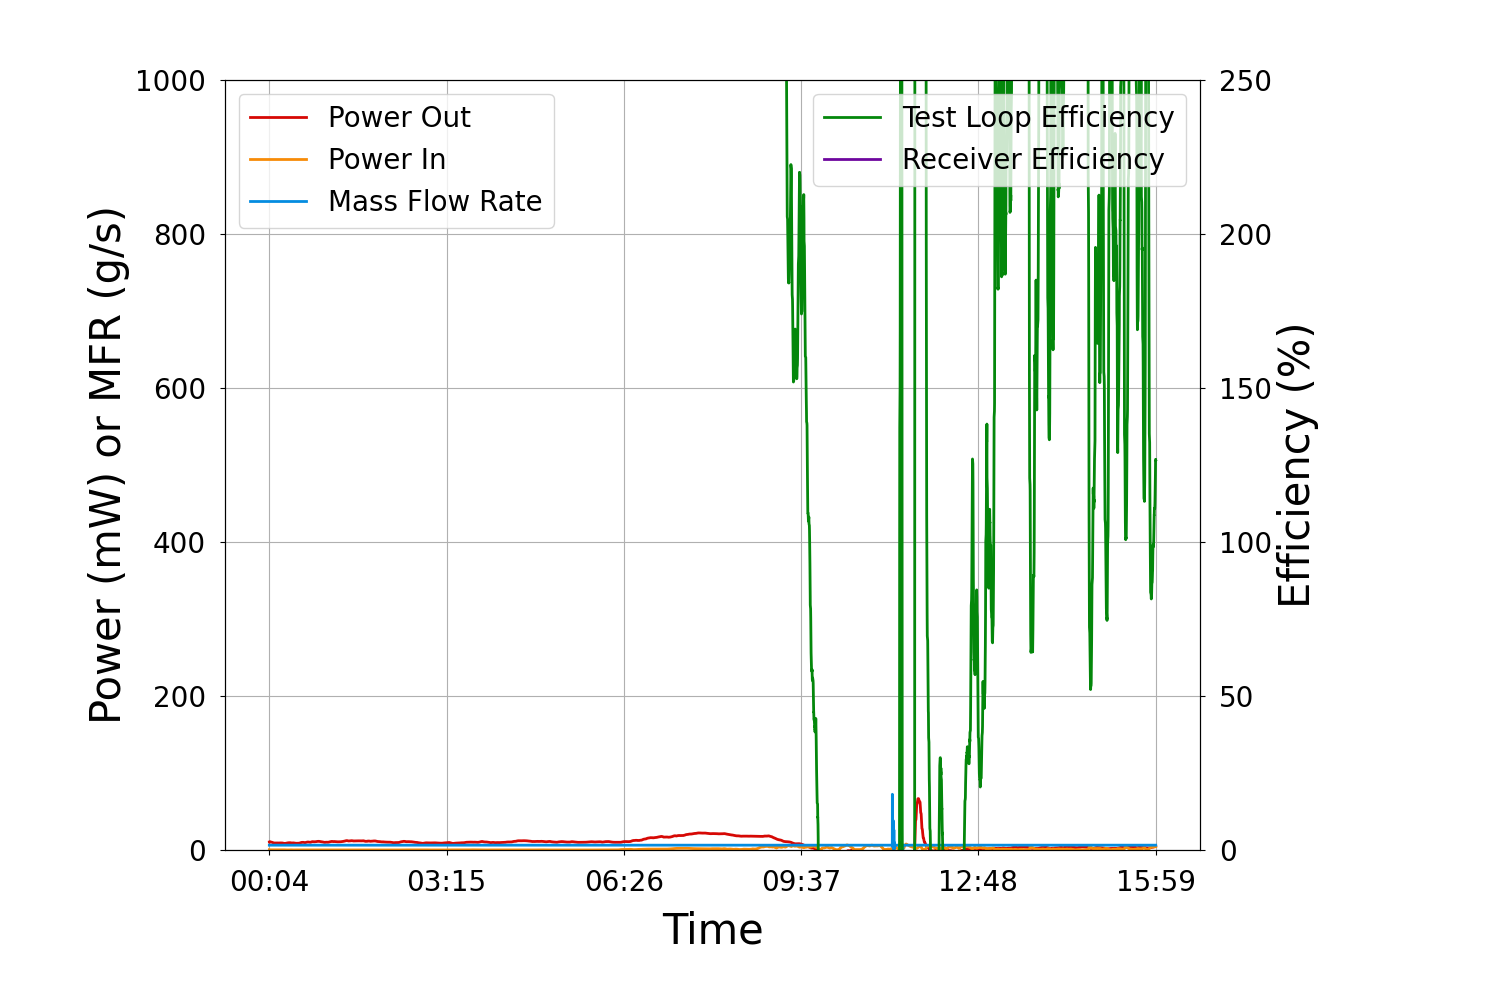 1000
800
600
400
200
0
Power (mW) or MFR (g/s)
Power Out
Power In
Mass Flow Rate
Test Loop Efficiency
Receiver Efficiency
250
200
150
100
50
0
Efficiency (%)
00:04 03:15 06:26 09:37 12:48 15:59
Time